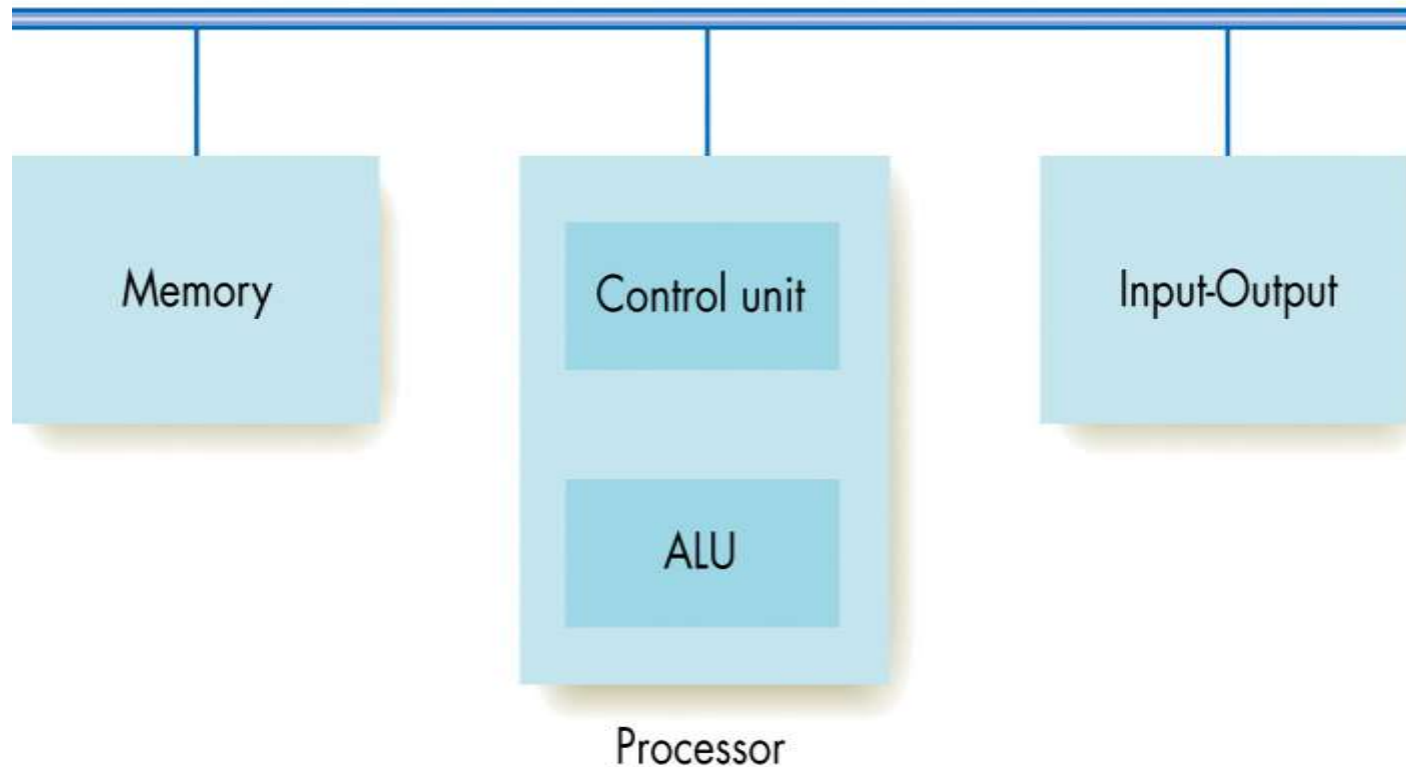 Memory
Control unit
Input-Output
ALU
Processor